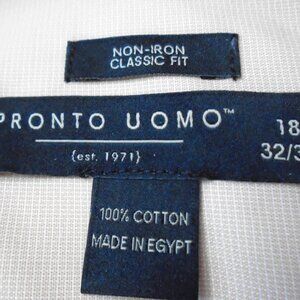 NON-IRON
CLASSIC FIT
PRONTO UOMO™
18
{est. 1971}
32/3
100% COTTON
MADE IN EGYPT